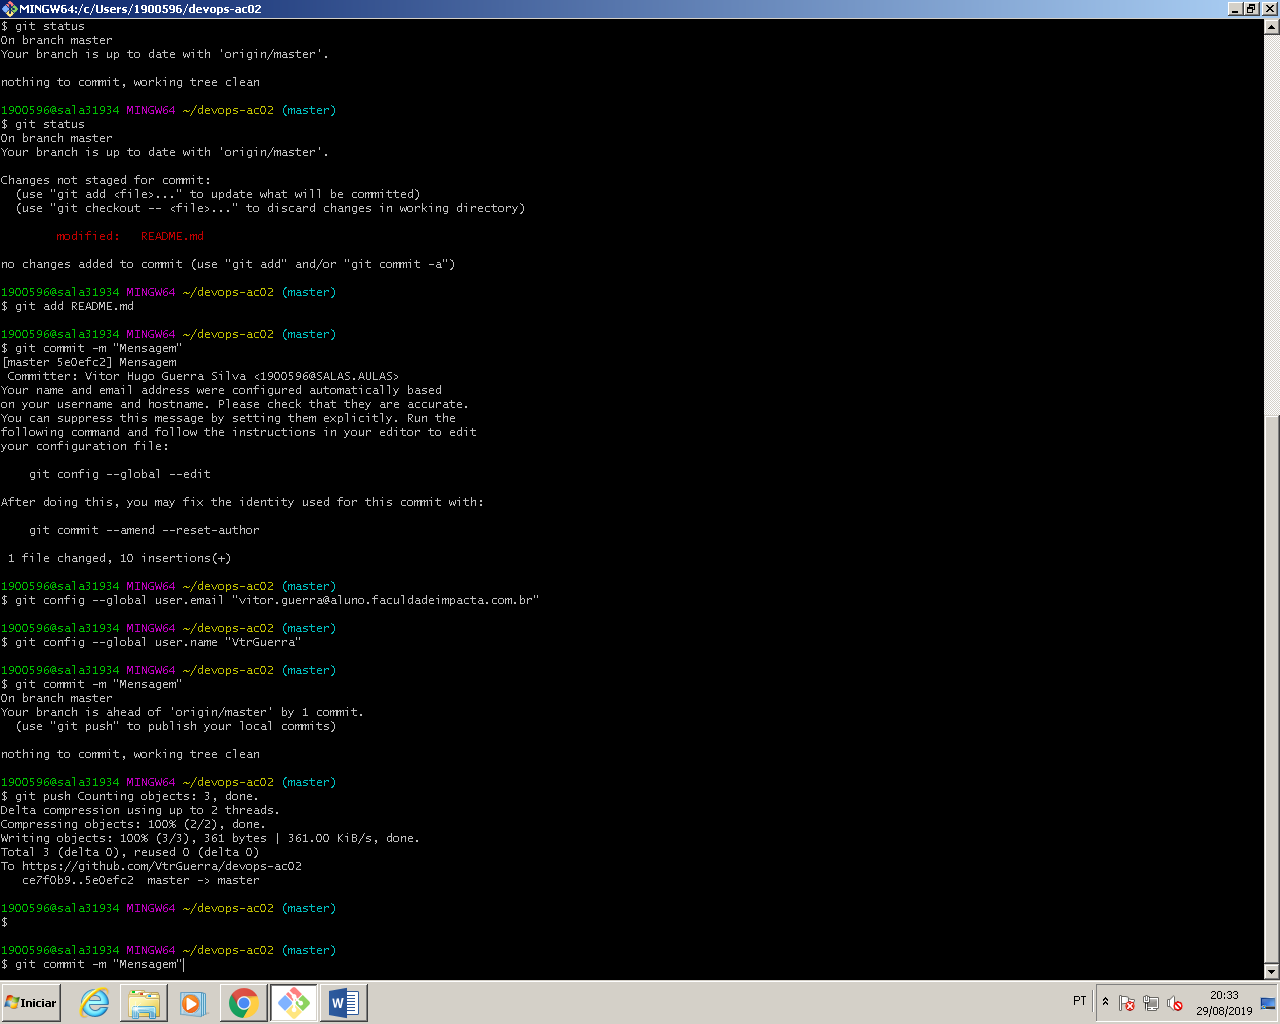 MINGW64:/c/Users/1900596/devops-ac02
$ git status
On branch master
Your branch is up to date with 'origin/master'.
nothing to commit, working tree clean
1900596@sala31934 MINGW64 ~/devops-ac02 (master)
$ git status
On branch master
Your branch is up to date with 'origin/master'.
Changes not staged for commit:
(use "git add <file>..." to update what will be committed)
(use "git checkout -- <file>..." to discard changes in working directory)
modified:   README.md
no changes added to commit (use "git add" and/or "git commit -a")
1900596@sala31934 MINGW64 ~/devops-ac02 (master)
$ git add README.md
1900596@sala31934 MINGW64 ~/devops-ac02 (master)
$ git commit -m "Mensagem"
[master 5e0efc2] Mensagem
Committer: Vitor Hugo Guerra Silva <1900596@SALAS.AULAS>
Your name and email address were configured automatically based
on your username and hostname. Please check that they are accurate.
You can suppress this message by setting them explicitly. Run the
following command and follow the instructions in your editor to edit
your configuration file:
git config --global --edit
After doing this, you may fix the identity used for this commit with:
git commit --amend --reset-author
1 file changed, 10 insertions(+)
1900596@sala31934 MINGW64 ~/devops-ac02 (master)
$ git config --global user.email "vitor.guerra@aluno.faculdadeimpacta.com.br"
1900596@sala31934 MINGW64 ~/devops-ac02 (master)
$ git config --global user.name "VtrGuerra"
1900596@sala31934 MINGW64 ~/devops-ac02 (master)
$ git commit -m "Mensagem"
On branch master
Your branch is ahead of 'origin/master' by 1 commit.
(use "git push" to publish your local commits)
nothing to commit, working tree clean
1900596@sala31934 MINGW64 ~/devops-ac02 (master)
$ git push Counting objects: 3, done.
Delta compression using up to 2 threads.
Compressing objects: 100% (2/2), done.
Writing objects: 100% (3/3), 361 bytes | 361.00 KiB/s, done.
Total 3 (delta 0), reused 0 (delta 0)
To https://github.com/VtrGuerra/devops-ac02
ce7f0b9..5e0efc2  master -> master
1900596@sala31934 MINGW64 ~/devops-ac02 (master)
$
1900596@sala31934 MINGW64 ~/devops-ac02 (master)
$ git commit -m "Mensagem"
Iniciar
W
PT
20:33
29/08/2019